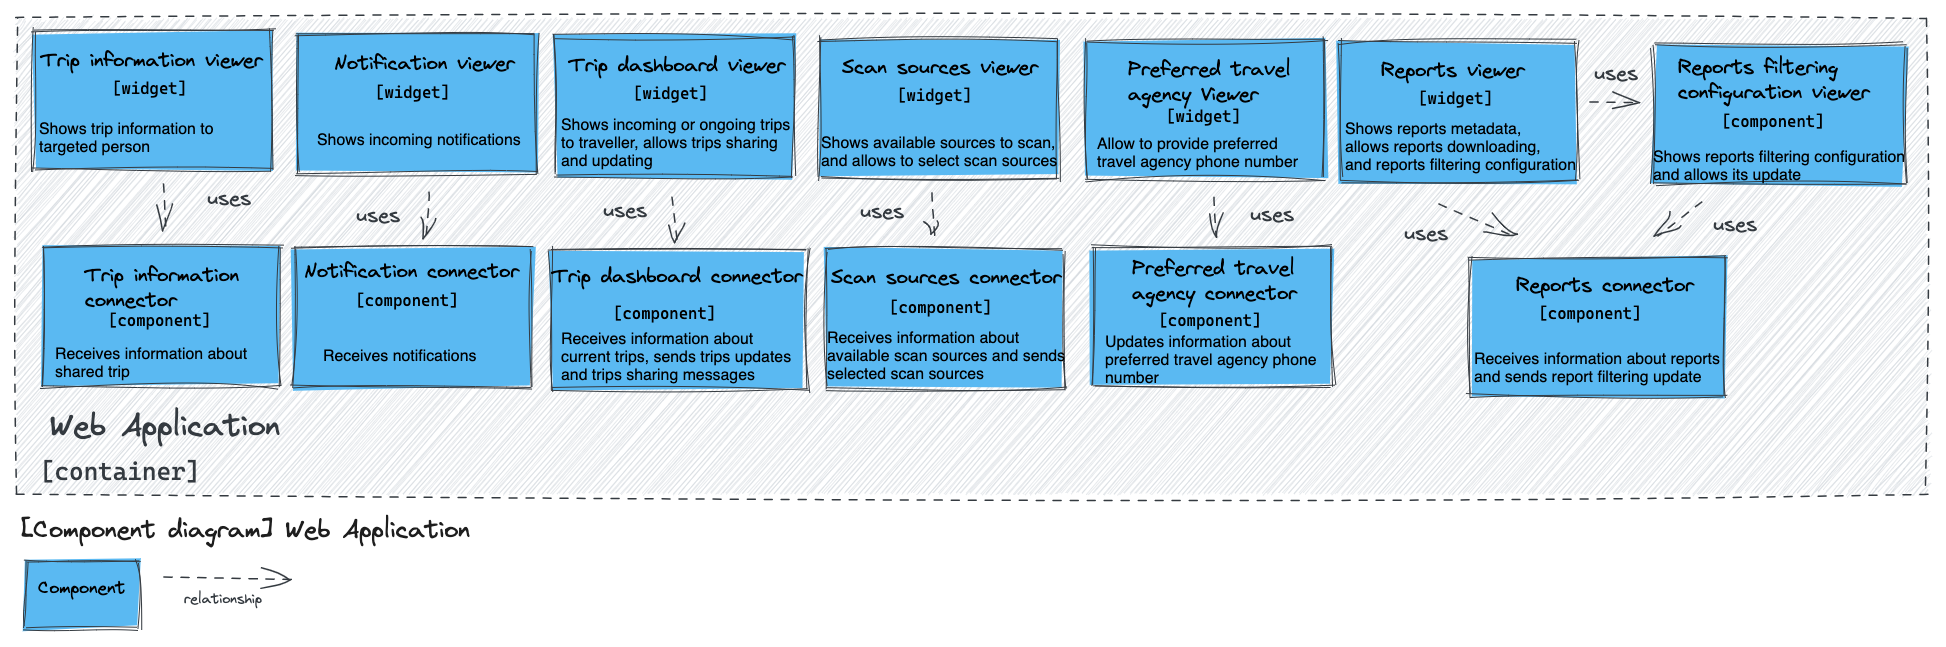 Trip information viewer
[widget]
Shows trip information to
targeted person
Notification viewer
[widget]
Shows incoming notifications
Trip dashboard viewer
[widget]
Shows incoming or ongoing trips
to traveller, allows trips sharing
and updating
Scan sources viewer
[widget]
Shows available sources to scan,
and allows to select scan sources
Preferred travel
agency Viewer
[widget]
Allow to provide preferred
travel agency phone number
Reports viewer
[widget]
Shows reports metadata,
allows reports downloading,
and reports filtering configuration
uses
Reports filtering
configuration viewer
[component]
Shows reports filtering configuration
and allows its update
uses
uses
uses
uses
uses
uses
uses
Trip information
connector
[component]
Receives information about
shared trip
Notification connector
[component]
Receives notifications
Trip dashboard connector
[component]
Receives information about
current trips, sends trips updates
and trips sharing messages
Scan sources connector
[component]
Receives information about
available scan sources and sends
selected scan sources
Preferred travel
agency connector
[component]
Updates information about
preferred travel agency phone
number
Reports connector
[component]
Receives information about reports
and sends report filtering update
Web Application
[container]
[Component diagram] Web Application
Component
relationship